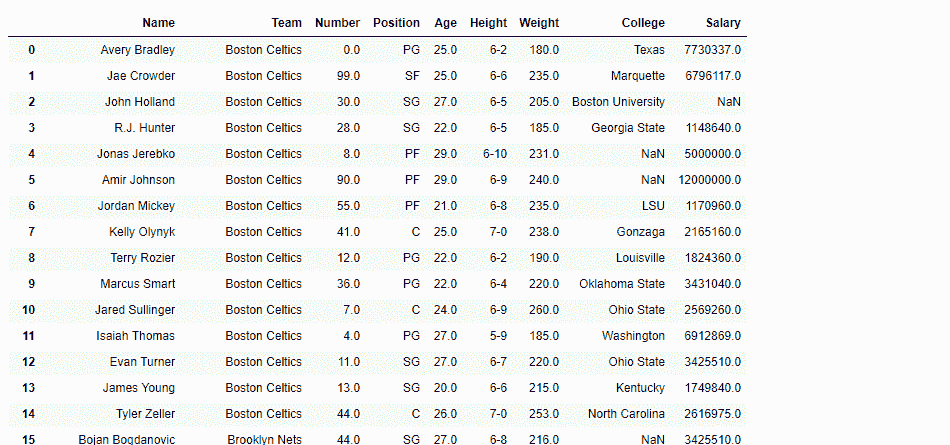 Name Team Number Position Age Height Weight College Salary
0 Avery Bradley Boston Celtics 0.0 PG 25.0 6-2 180.0 Texas 7730337.0
1 Jae Crowder Boston Celtics 99.0 SF 25.0 6-6 235.0 Marquette 6796117.0
2 John Holland Boston Celtics 30.0 SG 27.0 6-5 205.0 Boston University NaN
3 R.J. Hunter Boston Celtics 28.0 SG 22.0 6-5 185.0 Georgia State 1148640.0
4 Jonas Jerebko Boston Celtics 8.0 PF 29.0 6-10 231.0 NaN 5000000.0
5 Amir Johnson Boston Celtics 90.0 PF 29.0 6-9 240.0 NaN 12000000.0
6 Jordan Mickey Boston Celtics 55.0 PF 21.0 6-8 235.0 LSU 1170960.0
7 Kelly Olynyk Boston Celtics 41.0 C 25.0 7-0 238.0 Gonzaga 2165160.0
8 Terry Rozier Boston Celtics 12.0 PG 22.0 6-2 190.0 Louisville 1824360.0
9 Marcus Smart Boston Celtics 36.0 PG 22.0 6-4 220.0 Oklahoma State 3431040.0
10 Jared Sullinger Boston Celtics 7.0 C 24.0 6-9 260.0 Ohio State 2569260.0
11 Isaiah Thomas Boston Celtics 4.0 PG 27.0 5-9 185.0 Washington 6912869.0
12 Evan Turner Boston Celtics 11.0 SG 27.0 6-7 220.0 Ohio State 3425510.0
13 James Young Boston Celtics 13.0 SG 20.0 6-6 215.0 Kentucky 1749840.0
14 Tyler Zeller Boston Celtics 44.0 C 26.0 7-0 253.0 North Carolina 2616975.0
15 Bojan Bogdanovic Brooklyn Nets 44.0 SG 27.0 6-8 216.0 NaN 3425510.0